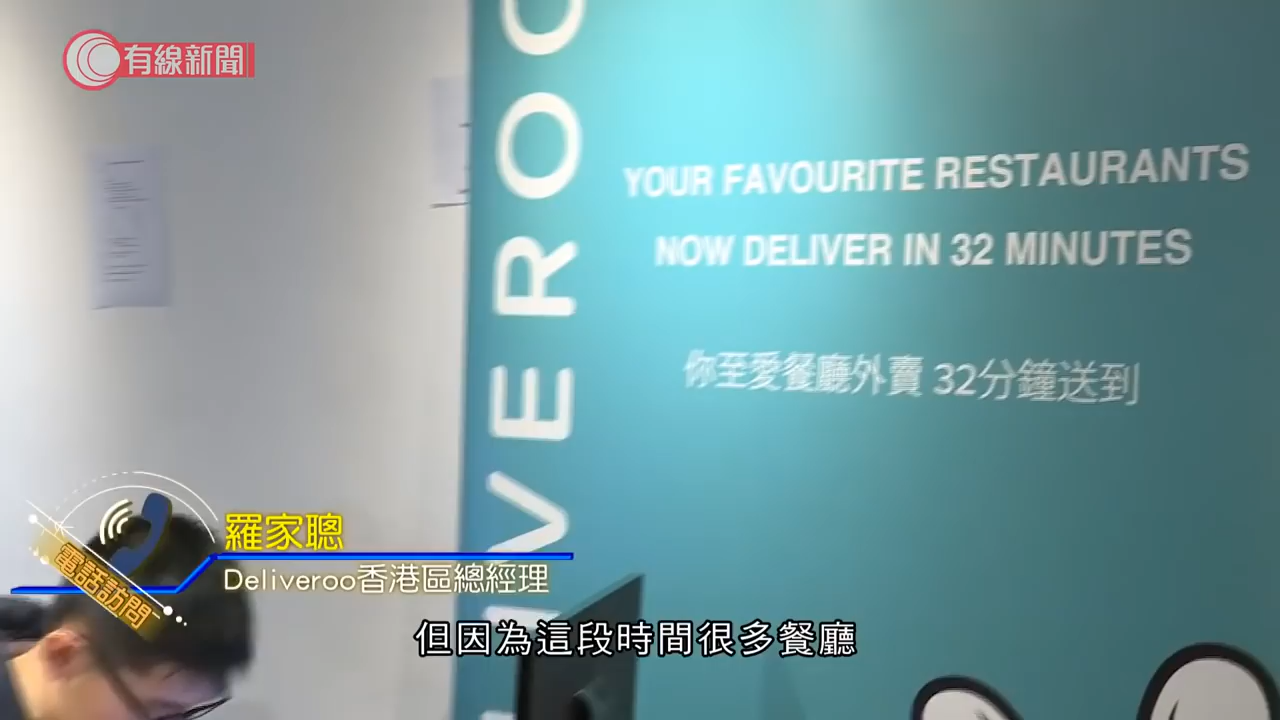 有線新聞
DELIVEROO
YOUR FAVOURITE RESTAURANTS
NOW DELIVER IN 32 MINUTES
你至愛餐廳外賣 32分鐘送到
羅家聰
電話訪問
Deliveroo香港區總經理
但因為這段時間很多餐廳